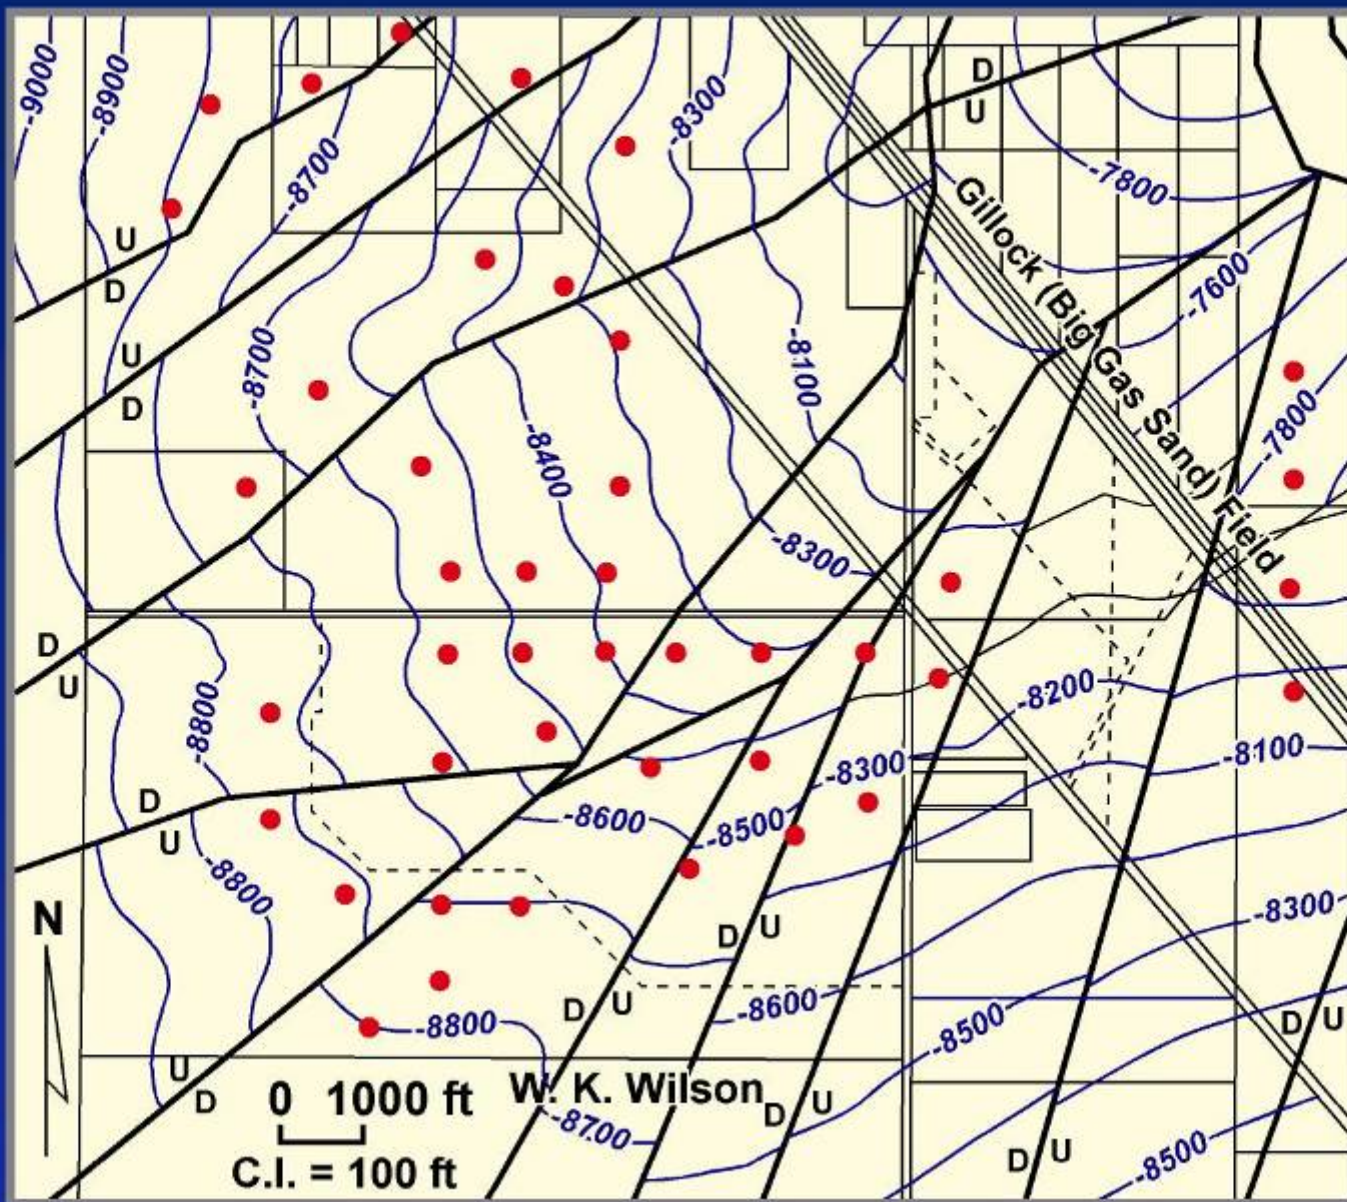 -9000
-8900
-8300
D
U
-8700
-7800
U
D
-7600
Gillock (Big Gas Sand) Field
U
D
-8700
-8100
-8400
-7800
-8300
D
U
-8800
-8200
-8100
-8300
D
U
-8600
-8500
-8800
-8300
N
D U
D U
-8600
-8800
-8500
D U
U
D
0 1000 ft
W. K. Wilson
D U
-8700
C.I. = 100 ft
D U
-8500